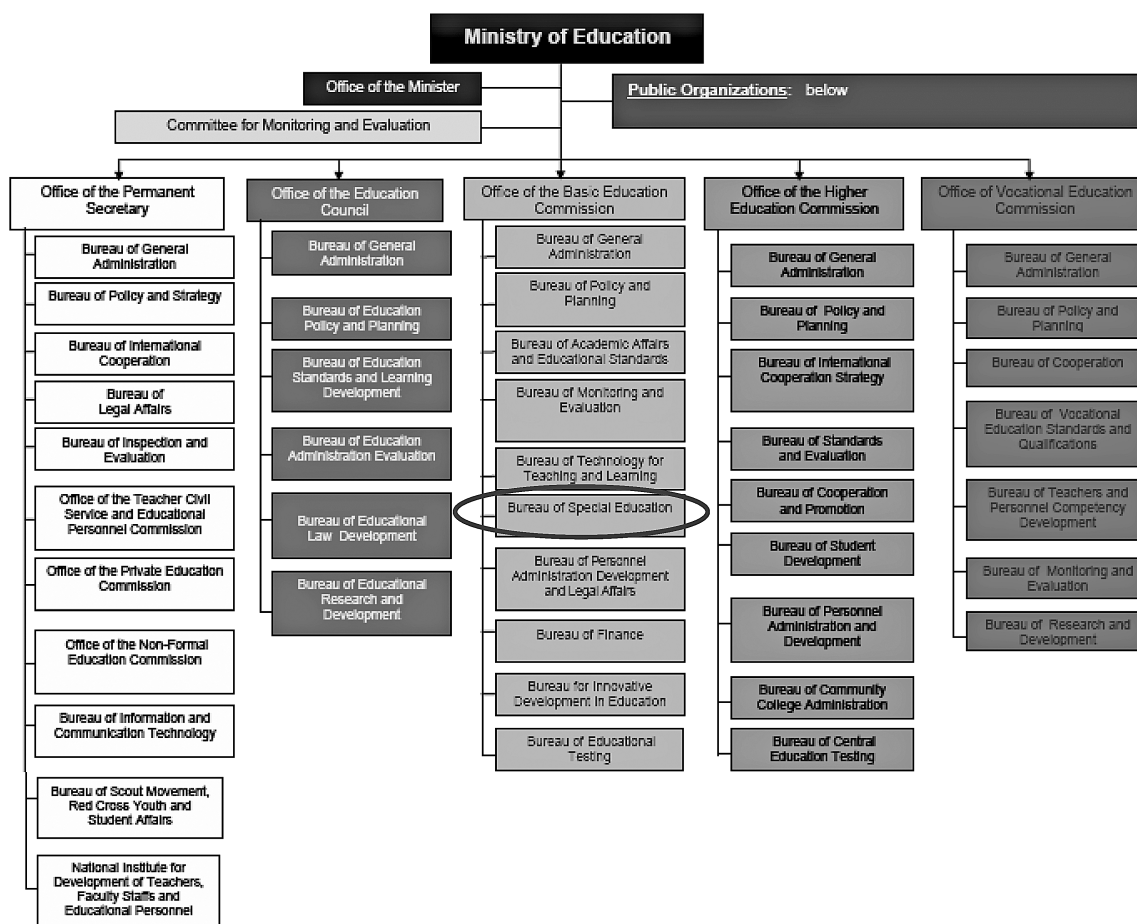 Ministry of Education
Office of the Minister
Public Organizations: below
Committee for Monitoring and Evaluation
Office of the Permanent
Secretary
Bureau of General
Administration
Bureau of Policy and Strategy
Bureau of International
Cooperation
Bureau of
Legal Affairs
Bureau of Inspection and
Evaluation
Office of the Teacher Civil
Service and Educational
Personnel Commission
Office of the Private Education
Commission
Office of the Non-Formal
Education Commission
Bureau of Information and
Communication Technology
Bureau of Scout Movement,
Red Cross Youth and
Student Affairs
National Institute for
Development of Teachers,
Faculty Staffs and
Educational Personnel
Office of the Education
Council
Bureau of General
Administration
Bureau of Education
Policy and Planning
Bureau of Education
Standards and Learning
Development
Bureau of Education
Administration Evaluation
Bureau of Educational
Law Development
Bureau of Educational
Research and
Development
Office of the Basic Education
Commission
Bureau of General
Administration
Bureau of Policy and
Planning
Bureau of Academic Affairs
and Educational Standards
Bureau of Monitoring and
Evaluation
Bureau of Technology for
Teaching and Learning
Bureau of Special Education
Bureau of Personnel
Administration Development
and Legal Affairs
Bureau of Finance
Bureau for Innovative
Development in Education
Bureau of Educational
Testing
Office of the Higher
Education Commission
Bureau of General
Administration
Bureau of Policy and
Planning
Bureau of International
Cooperation Strategy
Bureau of Standards
and Evaluation
Bureau of Cooperation
and Promotion
Bureau of Student
Development
Bureau of Personnel
Administration and
Development
Bureau of Community
College Administration
Bureau of Central
Education Testing
Office of Vocational Education
Commission
Bureau of General
Administration
Bureau of Policy and
Planning
Bureau of Cooperation
Bureau of Vocational
Education Standards and
Qualifications
Bureau of Teachers and
Personnel Competency
Development
Bureau of Monitoring and
Evaluation
Bureau of Research and
Development